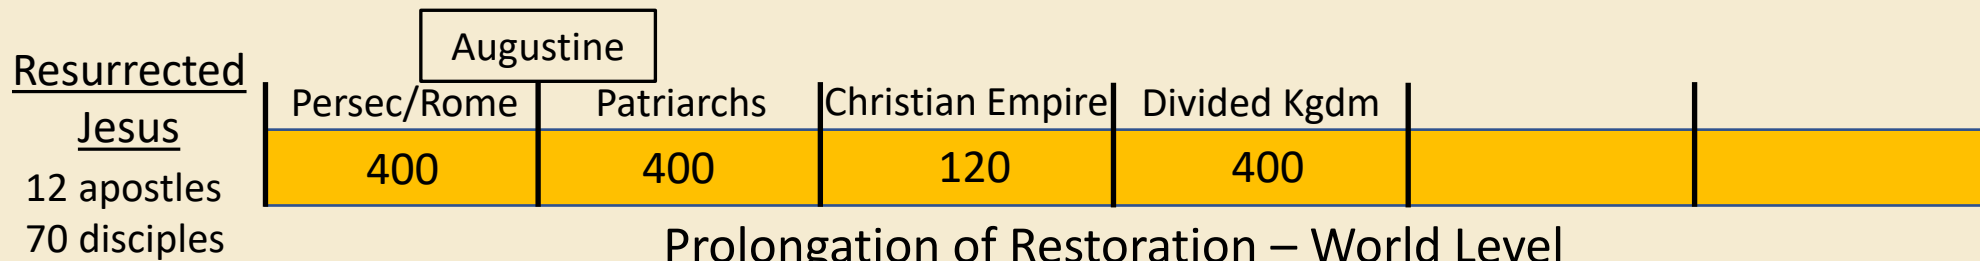 Resurrected
Jesus
12 apostles
70 disciples
Augustine
Persec/Rome
Patriarchs
Christian Empire
Divided Kgdm
400
400
120
400
Prolongation of Restoration – World Level